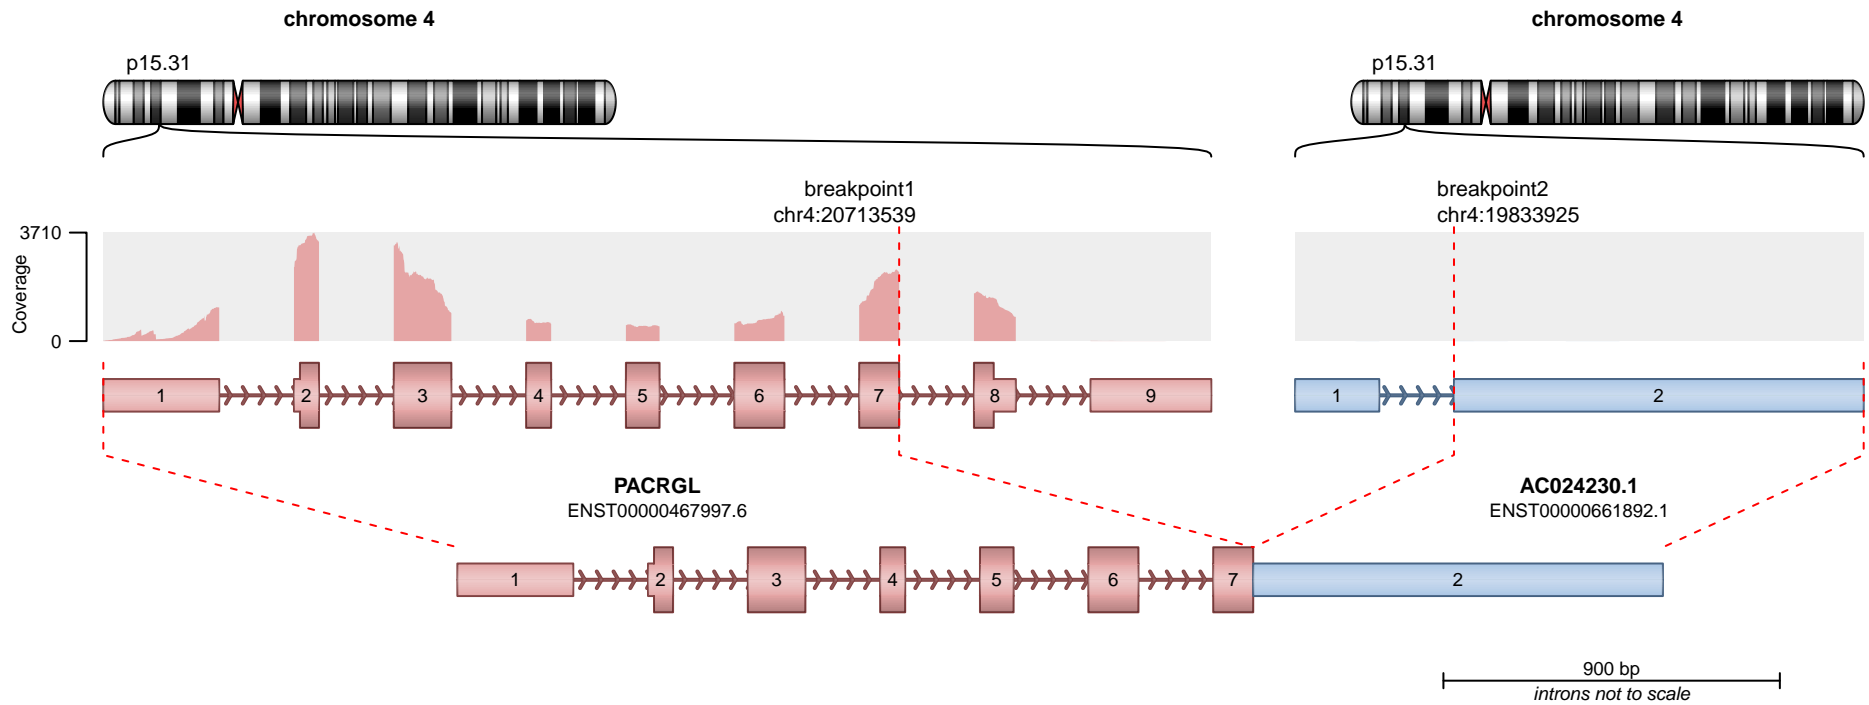 chromosome 4
chromosome 4
p15.31
p15.31
breakpoint1
chr4:20713539
breakpoint2
chr4:19833925
3710
Coverage
0
1 2 3 4 5 6 7 8 9
1 2
PACRGL
ENST00000467997.6
AC024230.1
ENST00000661892.1
1 2 3 4 5 6 7 2
900 bp
introns not to scale